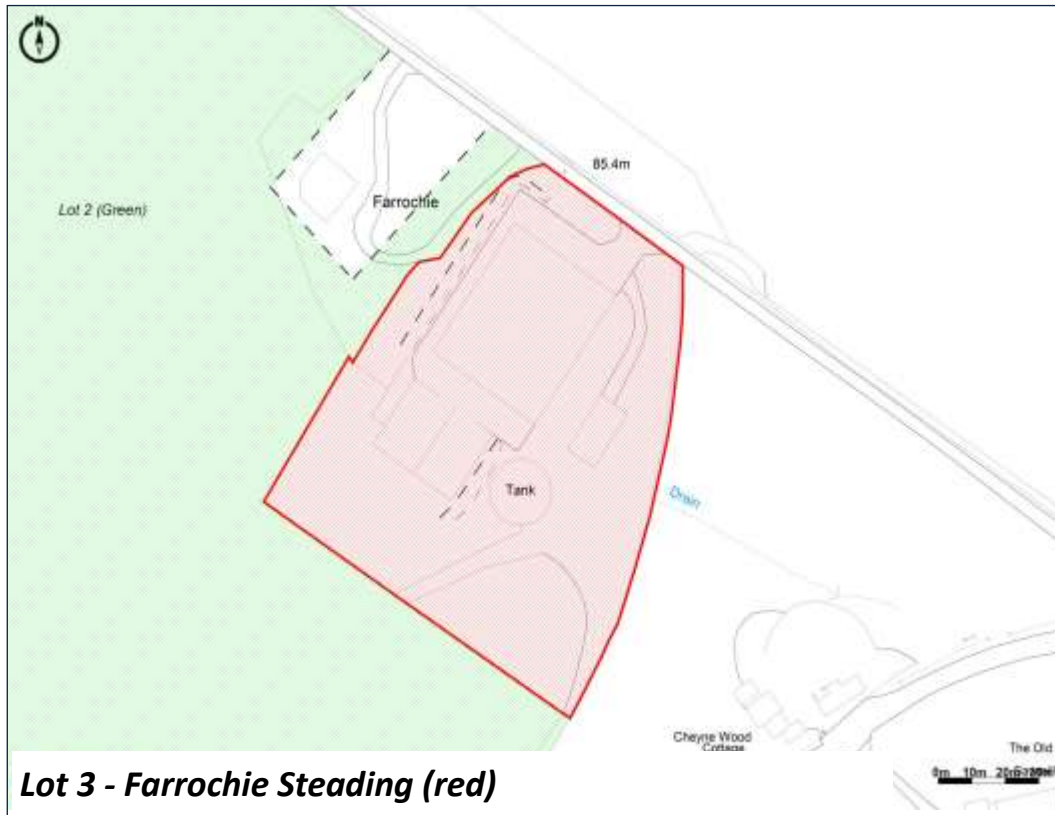 N
85.4m
Farrochie
Lot 2 (Green)
Tank
Drain
Cheyne Wood
Cottage
The Old
0m 10m
Lot 3 - Farrochie Steading (red)